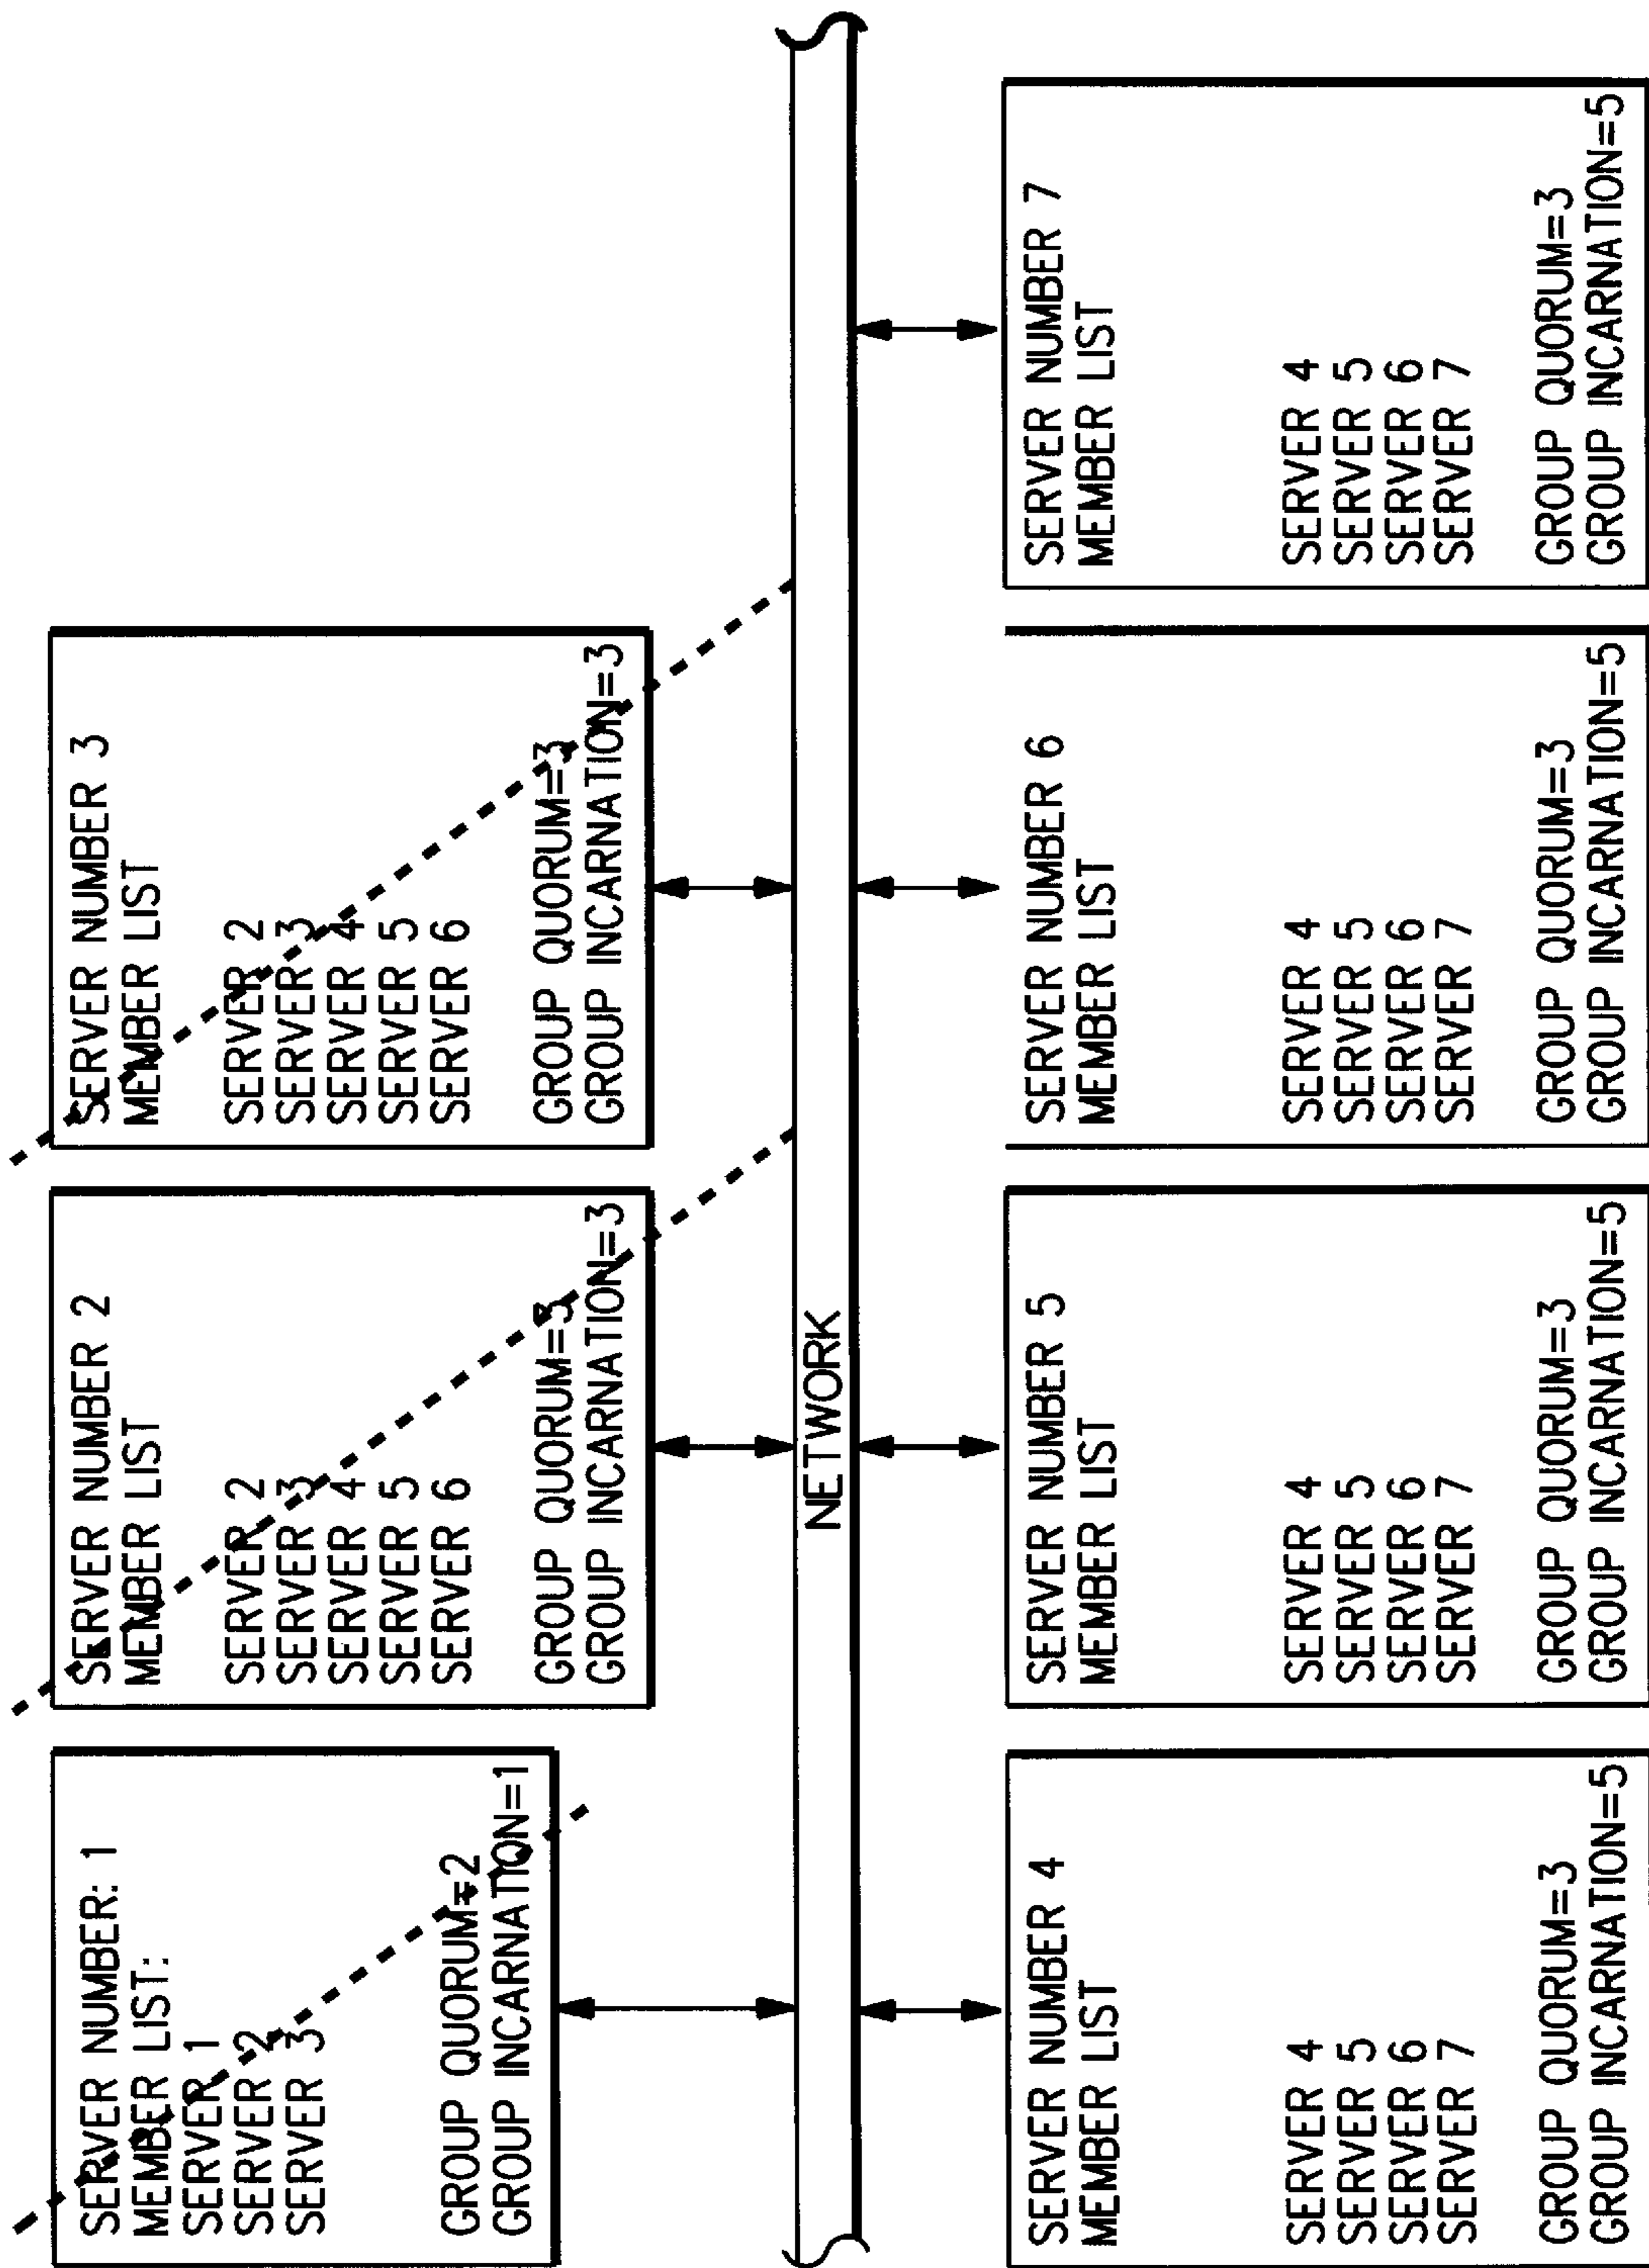 SERVER NUMBER: 1
MEMBER LIST:
SERVER 1
SERVER 2
SERVER 3
GROUP QUORUM=2
GROUP INCARNATION=1
SERVER NUMBER 2
MEMBER LIST
SERVER 2
SERVER 3
SERVER 4
SERVER 5
SERVER 6
GROUP QUORUM=3
GROUP INCARNATION=3
SERVER NUMBER 3
MEMBER LIST
SERVER 2
SERVER 3
SERVER 4
SERVER 5
SERVER 6
GROUP QUORUM=3
GROUP INCARNATION=3
NETWORK
SERVER NUMBER 4
MEMBER LIST
SERVER 4
SERVER 5
SERVER 6
SERVER 7
GROUP QUORUM=3
GROUP INCARNATION=5
SERVER NUMBER 5
MEMBER LIST
SERVER 4
SERVER 5
SERVER 6
SERVER 7
GROUP QUORUM=3
GROUP INCARNATION=5
SERVER NUMBER 6
MEMBER LIST
SERVER 4
SERVER 5
SERVER 6
SERVER 7
GROUP QUORUM=3
GROUP INCARNATION=5
SERVER NUMBER 7
MEMBER LIST
SERVER 4
SERVER 5
SERVER 6
SERVER 7
GROUP QUORUM=3
GROUP INCARNATION=5